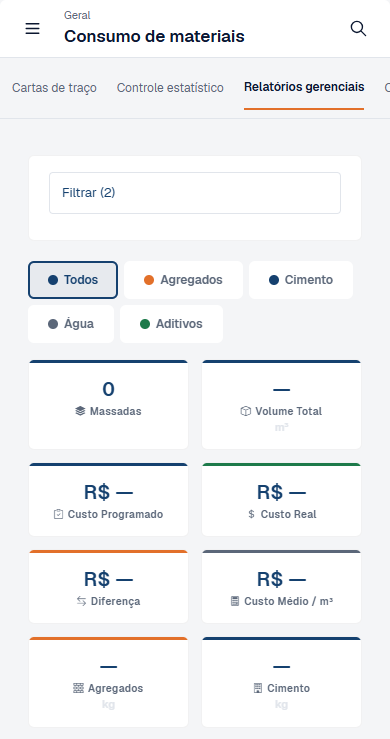 Geral
Consumo de materiais
Cartas de traço Controle estatístico Relatórios gerenciais
Filtrar (2)
Todos Agregados Cimento
Água Aditivos
0 —
Massadas Volume Total
m³
R$ — R$ —
Custo Programado Custo Real
R$ — R$ —
Diferença Custo Médio / m³
— —
Agregados Cimento
kg kg